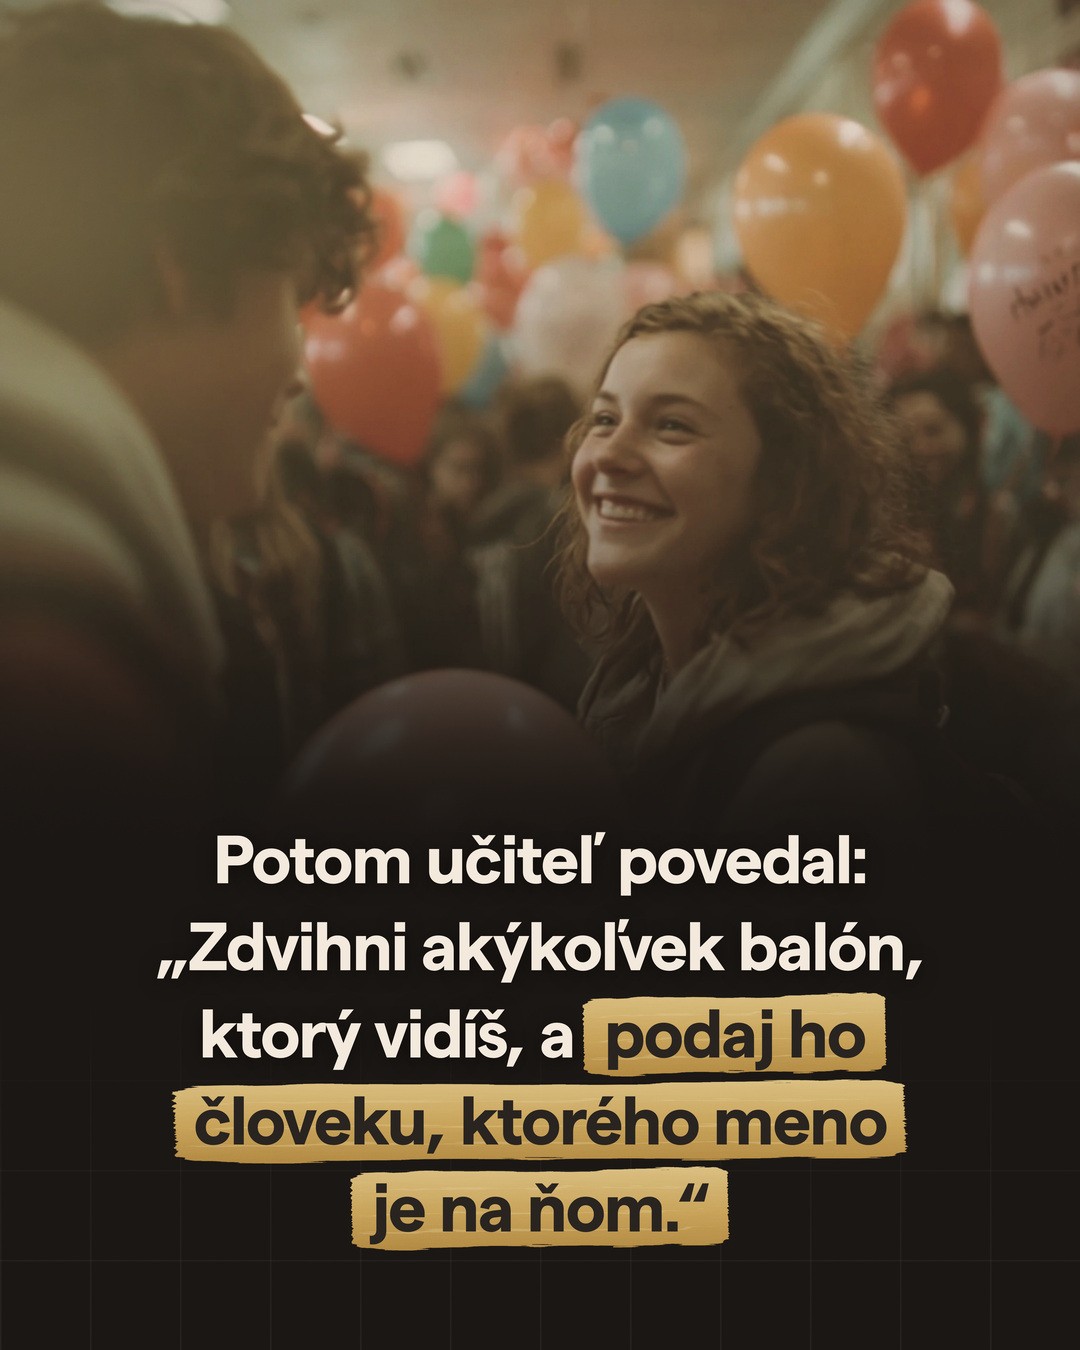 Potom učiteľ povedal:
„Zdvihni akýkoľvek balón,
ktorý vidíš, a podaj ho
človeku, ktorého meno
je na ňom.“